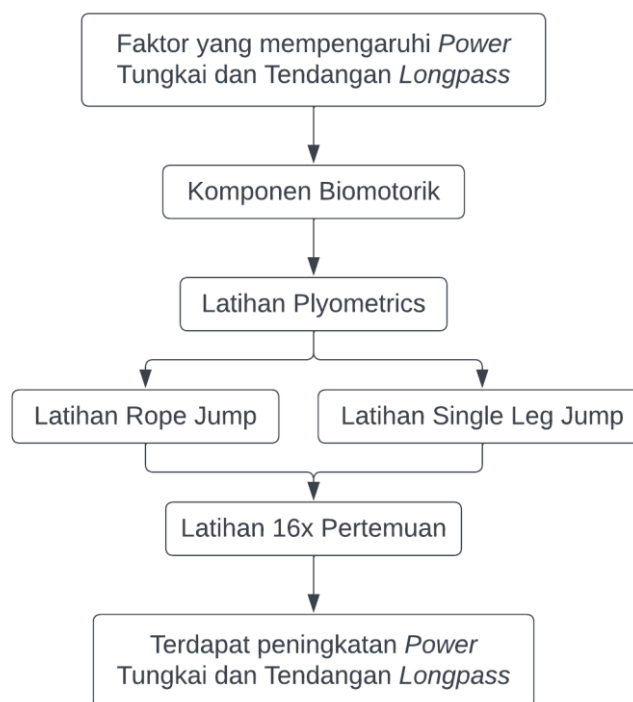 Faktor yang mempengaruhi Power
Tungkai dan Tendangan Longpass
Komponen Biomotorik
Latihan Plyometrics
Latihan Rope Jump
Latihan Single Leg Jump
Latihan 16x Pertemuan
Terdapat peningkatan Power
Tungkai dan Tendangan Longpass